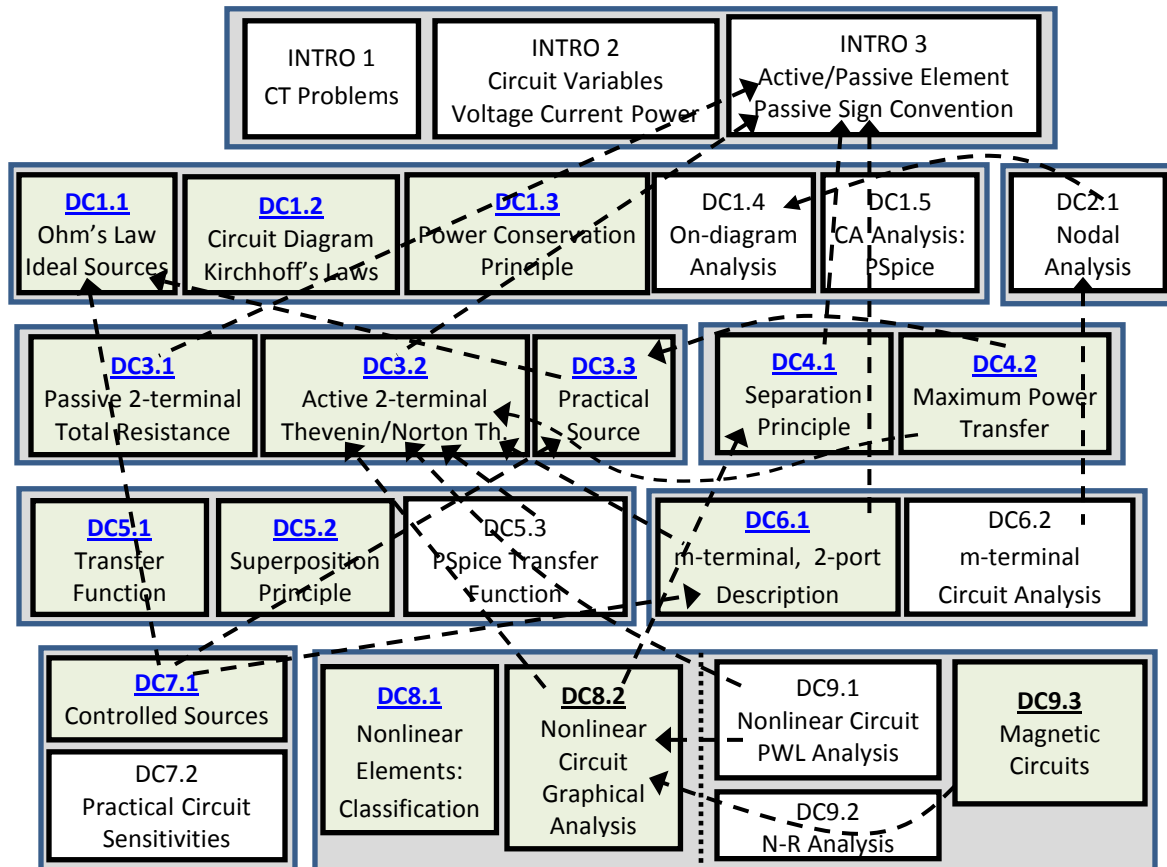 INTRO 1
CT Problems
INTRO 2
Circuit Variables
Voltage Current Power
INTRO 3
Active/Passive Element
Passive Sign Convention
DC1.1
Ohm’s Law
Ideal Sources
DC1.2
Circuit Diagram
Kirchhoff’s Laws
DC1.3
Power Conservation
Principle
DC1.4
On-diagram
Analysis
DC1.5
CA Analysis:
PSpice
DC2.1
Nodal
Analysis
DC3.1
Passive 2-terminal
Total Resistance
DC3.2
Active 2-terminal
Thevenin/Norton Th.
DC3.3
Practical
Source
DC4.1
Separation
Principle
DC4.2
Maximum Power
Transfer
DC5.1
Transfer
Function
DC5.2
Superposition
Principle
DC5.3
PSpice Transfer
Function
DC6.1
m-terminal, 2-port
Description
DC6.2
m-terminal
Circuit Analysis
DC7.1
Controlled Sources
DC7.2
Practical Circuit
Sensitivities
DC8.1
Nonlinear
Elements:
Classification
DC8.2
Nonlinear
Circuit
Graphical
Analysis
DC9.1
Nonlinear Circuit
PWL Analysis
DC9.2
N-R Analysis
DC9.3
Magnetic
Circuits